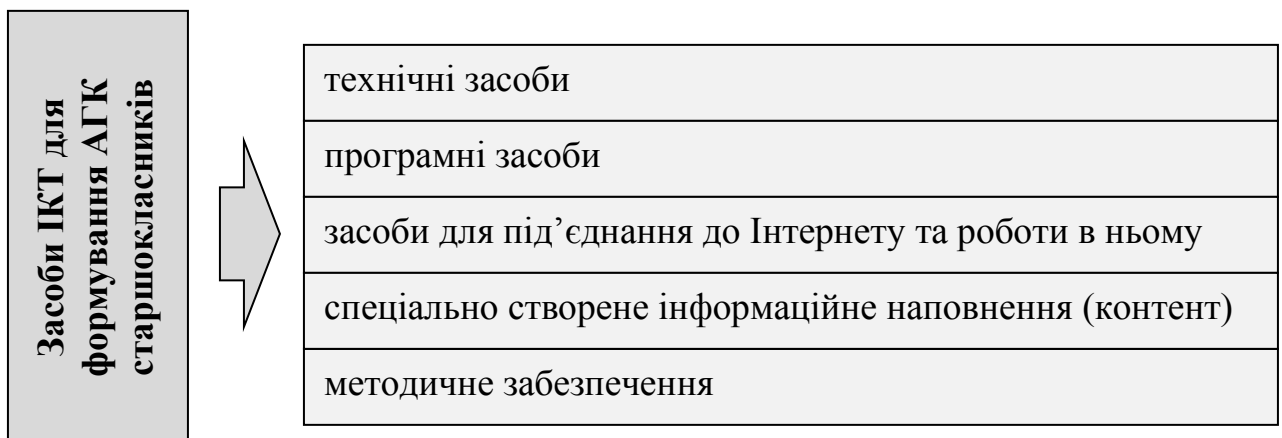 Засоби ІКТ для
формування АГК
старшокласників
технічні засоби
програмні засоби
засоби для під’єднання до Інтернету та роботи в ньому
спеціально створене інформаційне наповнення (контент)
методичне забезпечення